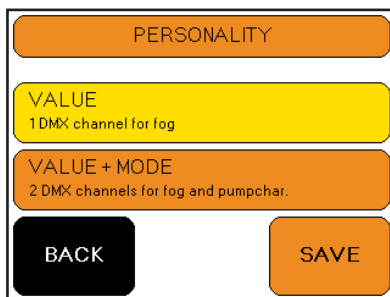 PERSONALITY
VALUE
1 DMX channel for fog
VALUE + MODE
2 DMX channels for fog and pumpchar.
BACK
SAVE